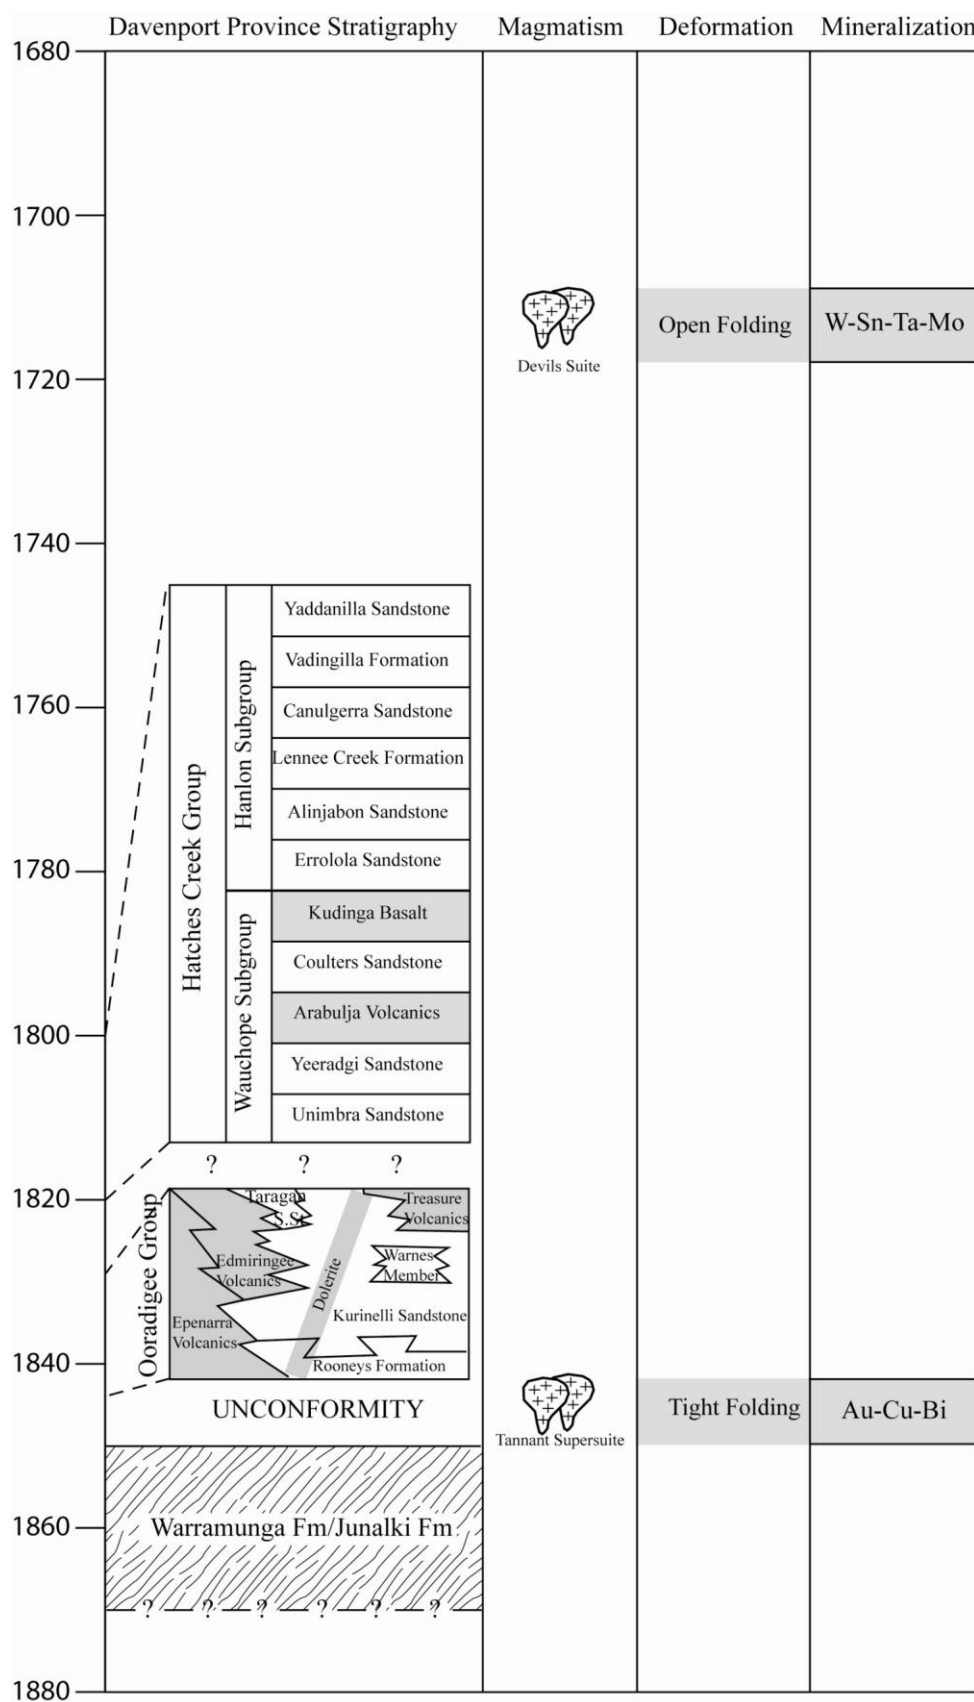 Davenport Province Stratigraphy
Magmatism
Deformation
Mineralization
1680
1700
1720
1740
1760
1780
1800
1820
1840
1860
1880
Devils Suite
Open Folding
W-Sn-Ta-Mo
Hatches Creek Group
Hanlon Subgroup
Yaddanilla Sandstone
Vadingilla Formation
Canulgerra Sandstone
Lennee Creek Formation
Alinjabon Sandstone
Errolola Sandstone
Wauchope Subgroup
Kudinga Basalt
Coulters Sandstone
Arabulja Volcanics
Yeeradgi Sandstone
Unimbra Sandstone
? ? ?
Ooradigee Group
Taragan
S.St
Treasure
Volcanics
Edmiringee
Volcanics
Warnes
Member
Dolerite
Epenarra
Volcanics
Kurinelli Sandstone
Rooneys Formation
UNCONFORMITY
Tannant Supersuite
Tight Folding
Au-Cu-Bi
Warramunga Fm/Junalki Fm
? ? ? ? ? ?